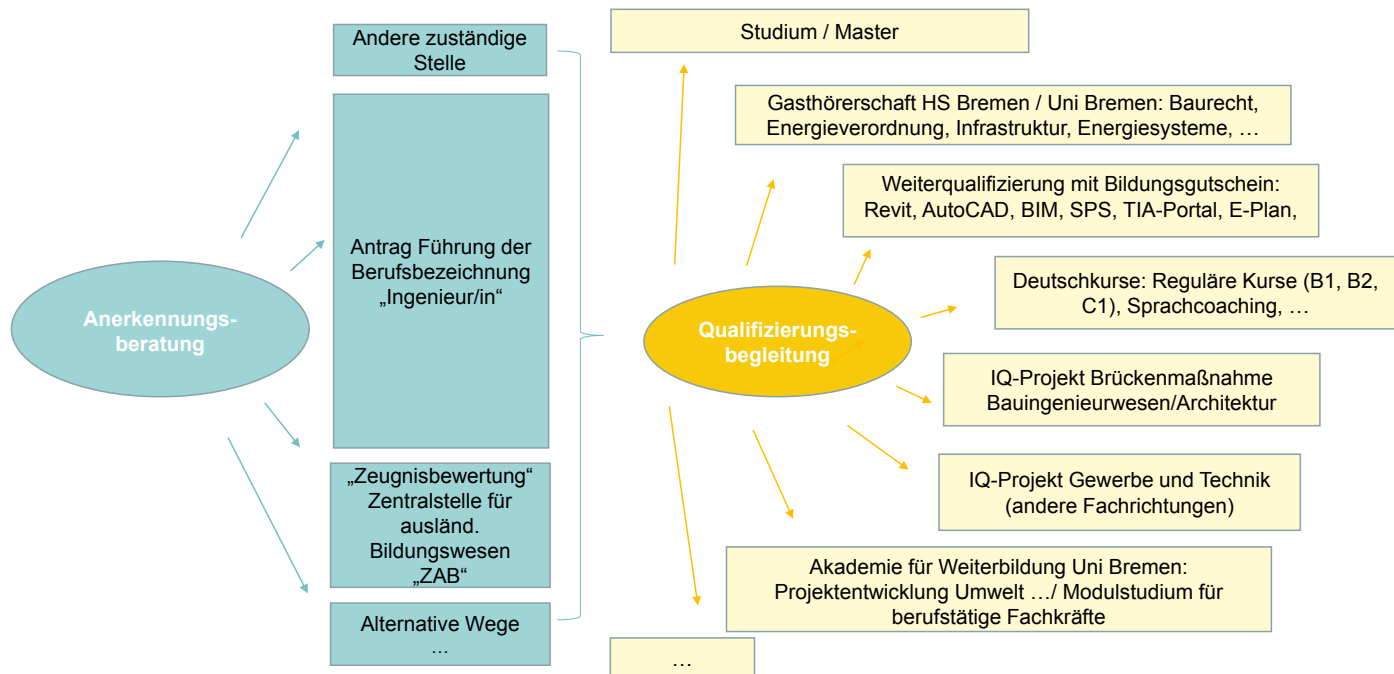 Andere zuständige
Stelle
Antrag Führung der
Berufsbezeichnung
„Ingenieur/in“
Anerkennungs-
beratung
„Zeugnisbewertung“
Zentralstelle für
ausländ.
Bildungswesen
„ZAB“
Alternative Wege
…
Studium / Master
Gasthörerschaft HS Bremen / Uni Bremen: Baurecht,
Energieverordnung, Infrastruktur, Energiesysteme, …
Weiterqualifizierung mit Bildungsgutschein:
Revit, AutoCAD, BIM, SPS, TIA-Portal, E-Plan,
Deutschkurse: Reguläre Kurse (B1, B2,
C1), Sprachcoaching, …
Qualifizierungs-
begleitung
IQ-Projekt Brückenmaßnahme
Bauingenieurwesen/Architektur
IQ-Projekt Gewerbe und Technik
(andere Fachrichtungen)
Akademie für Weiterbildung Uni Bremen:
Projektentwicklung Umwelt …/ Modulstudium für
berufstätige Fachkräfte
…